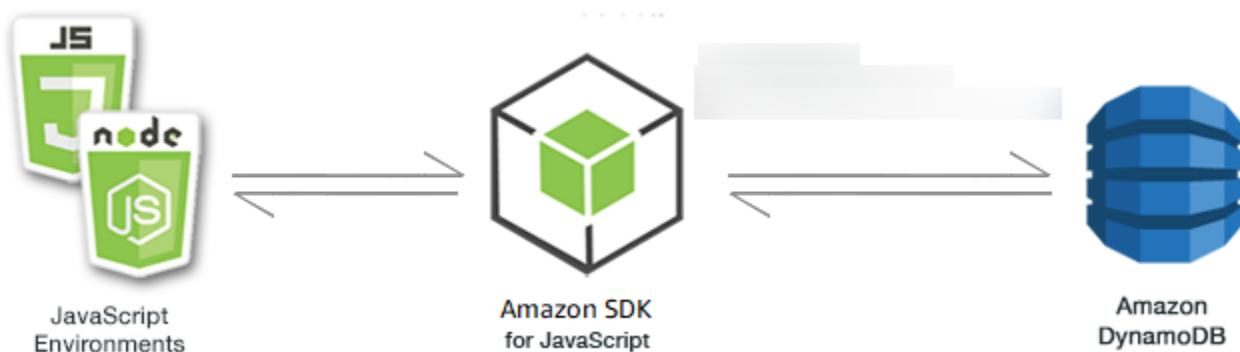 JS
node
JS
JavaScript
Environments
Amazon SDK
for JavaScript
Amazon
DynamoDB